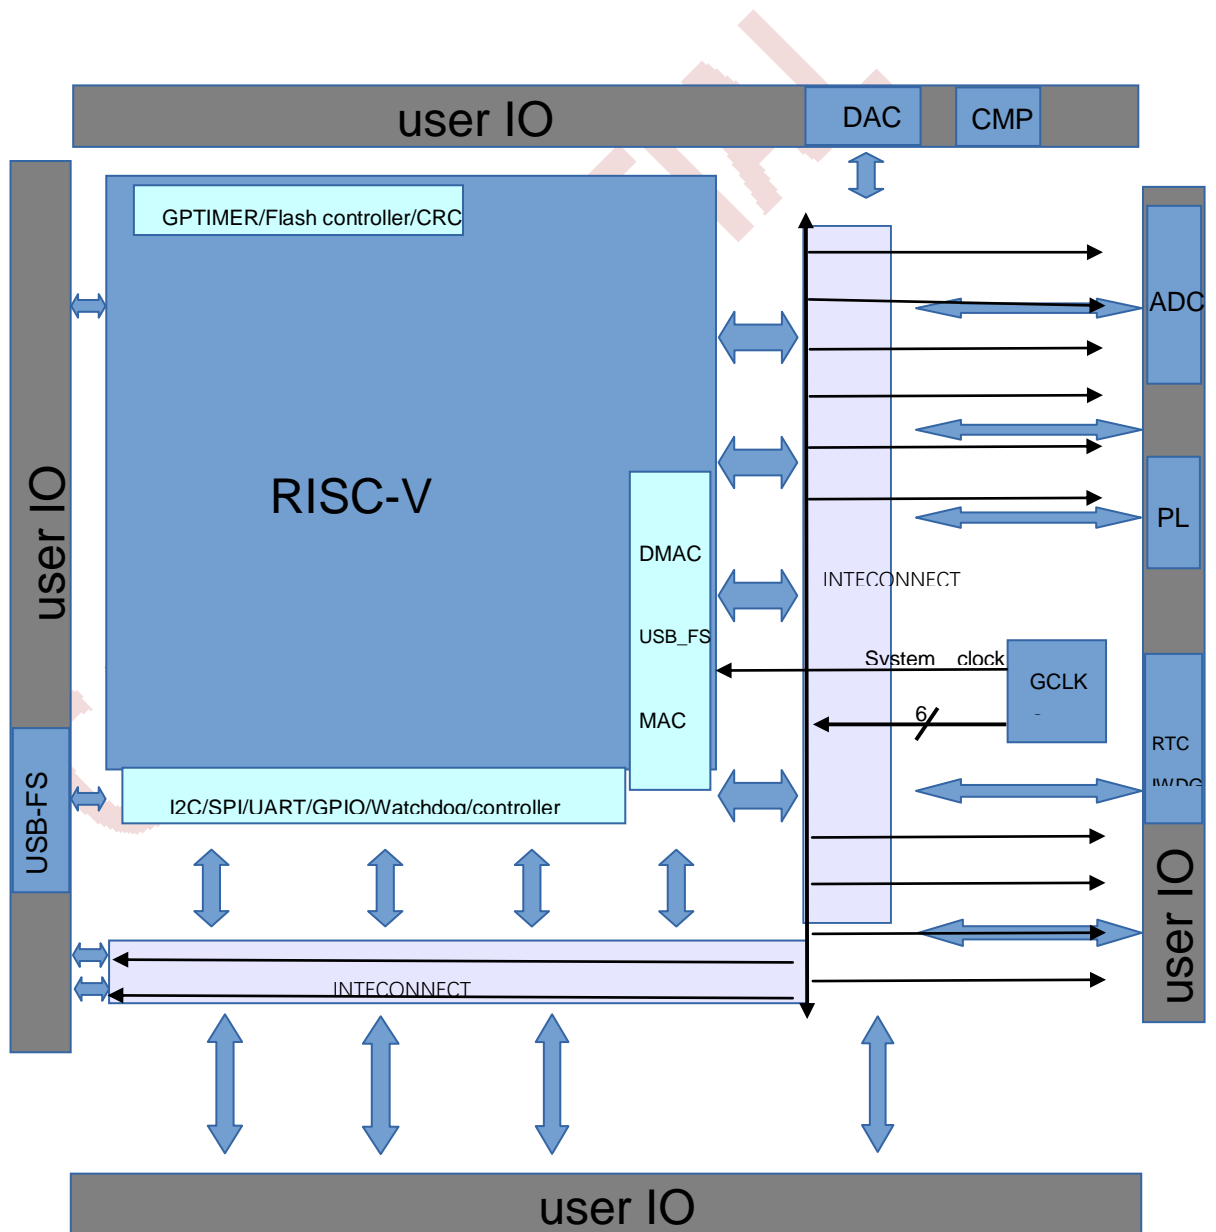 user IO
DAC
CMP
GPTIMER/Flash controller/CRC
ADC
user IO
RISC-V
PL
DMAC
INTECONNECT
USB_FS
System clock
GCLK
6
MAC
RTC
IWDG
USB-FS
I2C/SPI/UART/GPIO/Watchdog/controller
user IO
INTECONNECT
user IO